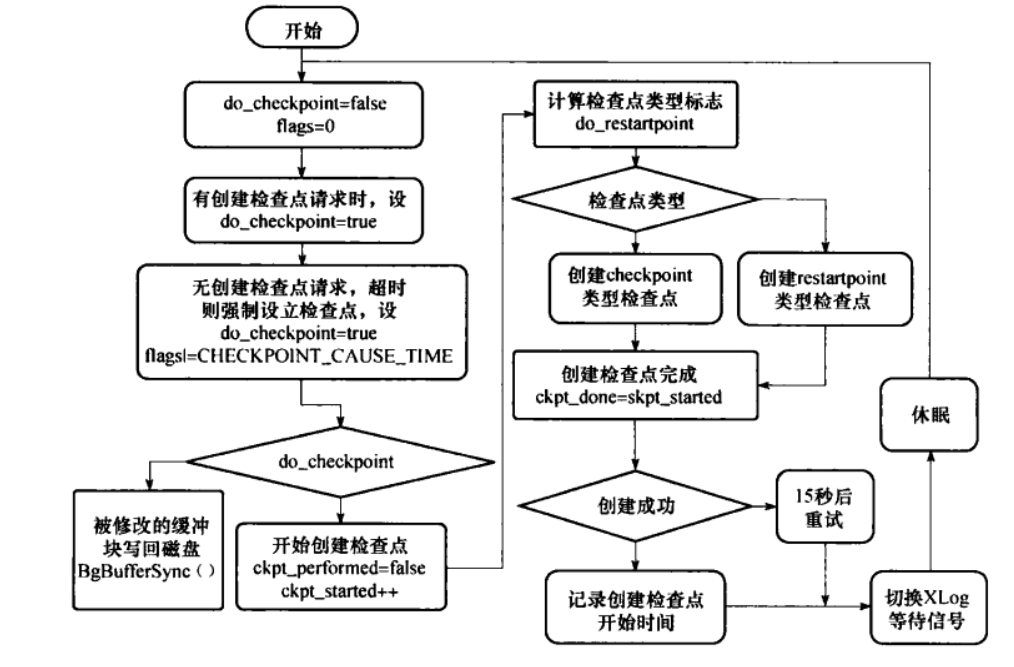 开始
do_checkpoint=false
flags=0
有创建检查点请求时，设
do_checkpoint=true
无创建检查点请求，超时
则强制设立检查点，设
do_checkpoint=true
flags|=CHECKPOINT_CAUSE_TIME
do_checkpoint
被修改的缓冲
块写回磁盘
BgBufferSync（）
开始创建检查点
ckpt_performed=false
ckpt_started++
计算检查点类型标志
do_restartpoint
检查点类型
创建checkpoint
类型检查点
创建restartpoint
类型检查点
创建检查点完成
ckpt_done=skpt_started
创建成功
15秒后
重试
记录创建检查点
开始时间
切换XLog
等待信号
休眠